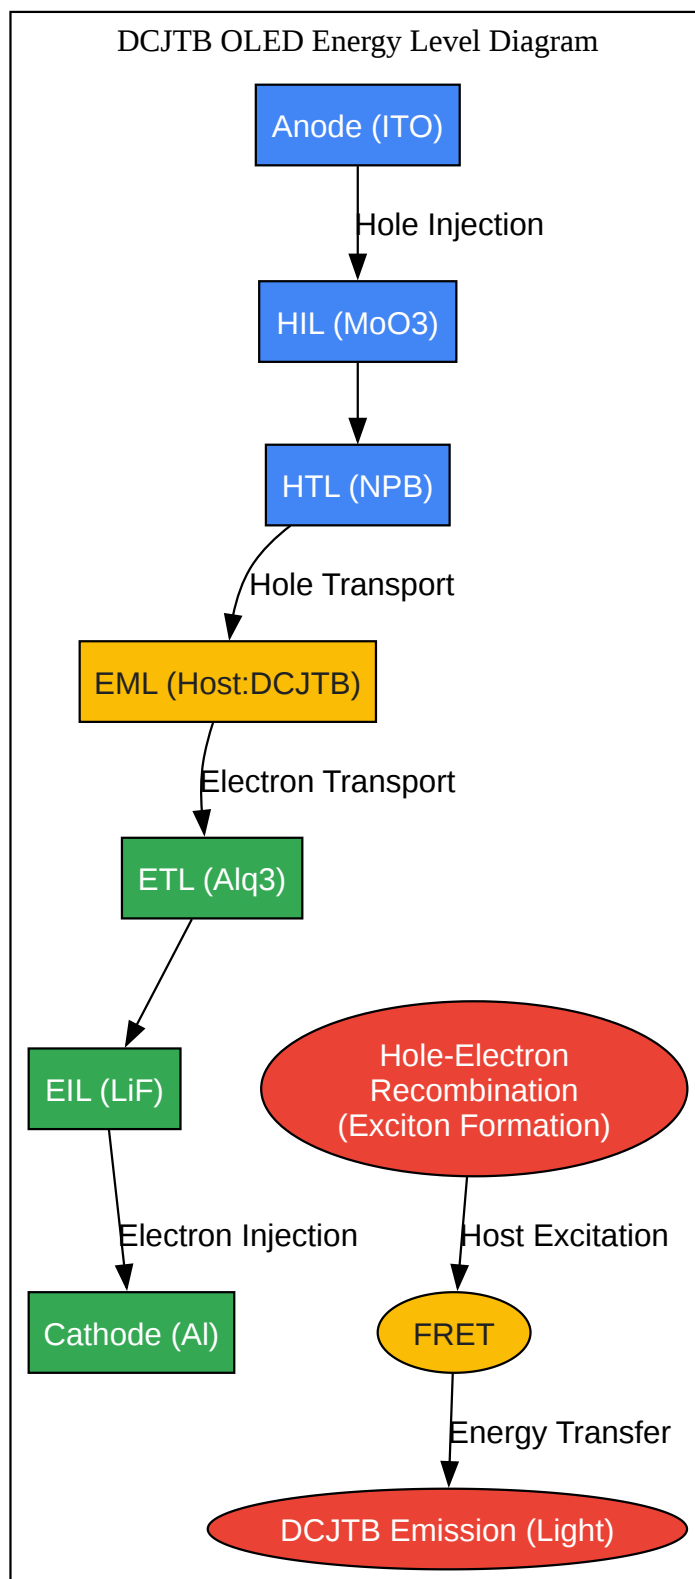 DCJTB OLED Energy Level Diagram
Anode (ITO)
Hole Injection
HIL (MoO3)
HTL (NPB)
Hole Transport
EML (Host:DCJTB)
Electron Transport
ETL (Alq3)
EIL (LiF)
Electron Injection
Cathode (Al)
Hole-Electron
Recombination
(Exciton Formation)
Host Excitation
FRET
Energy Transfer
DCJTB Emission (Light)